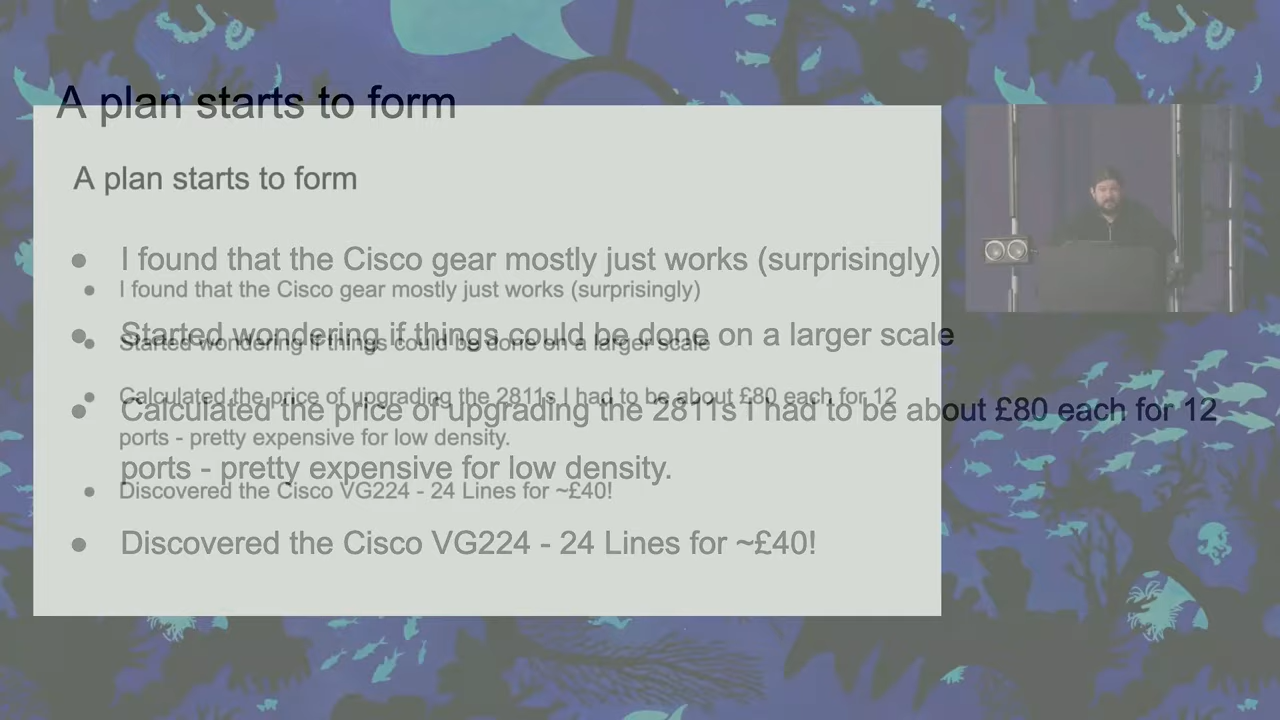 A plan starts to form
A plan starts to form
● I found that the Cisco gear mostly just works (surprisingly)
● I found that the Cisco gear mostly just works (surprisingly)
● Started wondering if things could be done on a larger scale
● Started wondering if things could be done on a larger scale
● Calculated the price of upgrading the 2811s I had to be about £80 each for 12
● Calculated the price of upgrading the 2811s I had to be about £80 each for 12
ports - pretty expensive for low density.
ports - pretty expensive for low density.
● Discovered the Cisco VG224 - 24 Lines for ~£40!
● Discovered the Cisco VG224 - 24 Lines for ~£40!